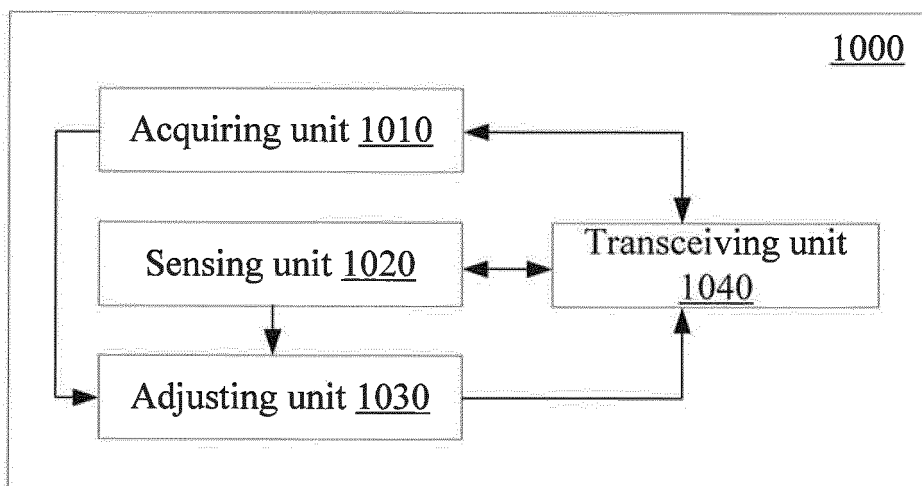 1000
Acquiring unit 1010
Sensing unit 1020
Transceiving unit
1040
Adjusting unit 1030